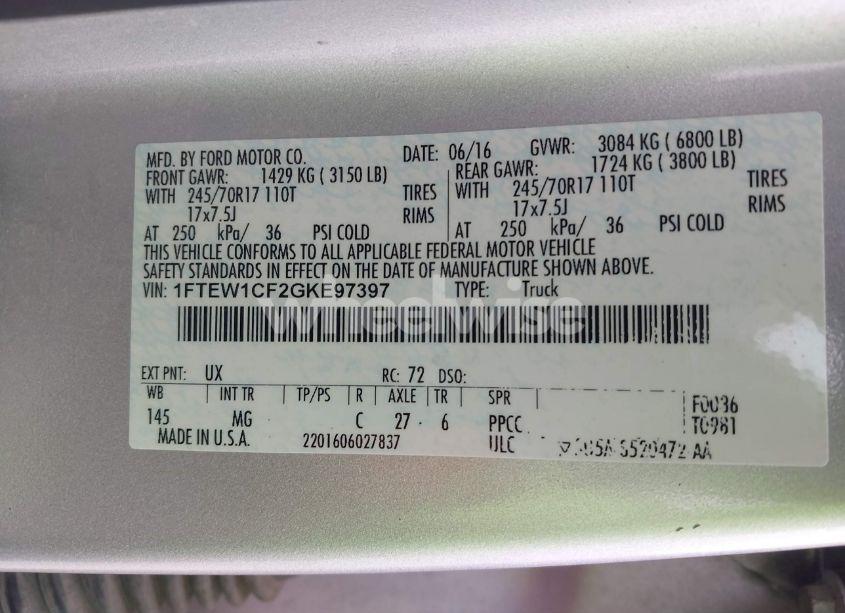 MFD. BY FORD MOTOR CO. DATE: 06/16 GVWR: 3084 KG ( 6800 LB)
FRONT GAWR: 1429 KG ( 3150 LB) REAR GAWR: 1724 KG ( 3800 LB)
WITH 245/70R17 110T TIRES WITH 245/70R17 110T TIRES
17x7.5J RIMS 17x7.5J RIMS
AT 250 kPa/ 36 PSI COLD AT 250 kPa/ 36 PSI COLD
THIS VEHICLE CONFORMS TO ALL APPLICABLE FEDERAL MOTOR VEHICLE
SAFETY STANDARDS IN EFFECT ON THE DATE OF MANUFACTURE SHOWN ABOVE.
VIN: 1FTEW1CF2GKE97397 TYPE: Truck
wheelwise
EXT PNT: UX RC: 72 DSO:
WB INT TR TP/PS R AXLE TR SPR F0036
145 MG C 27 6 PPCC T0981
MADE IN U.S.A. 2201606027837 ULC AA